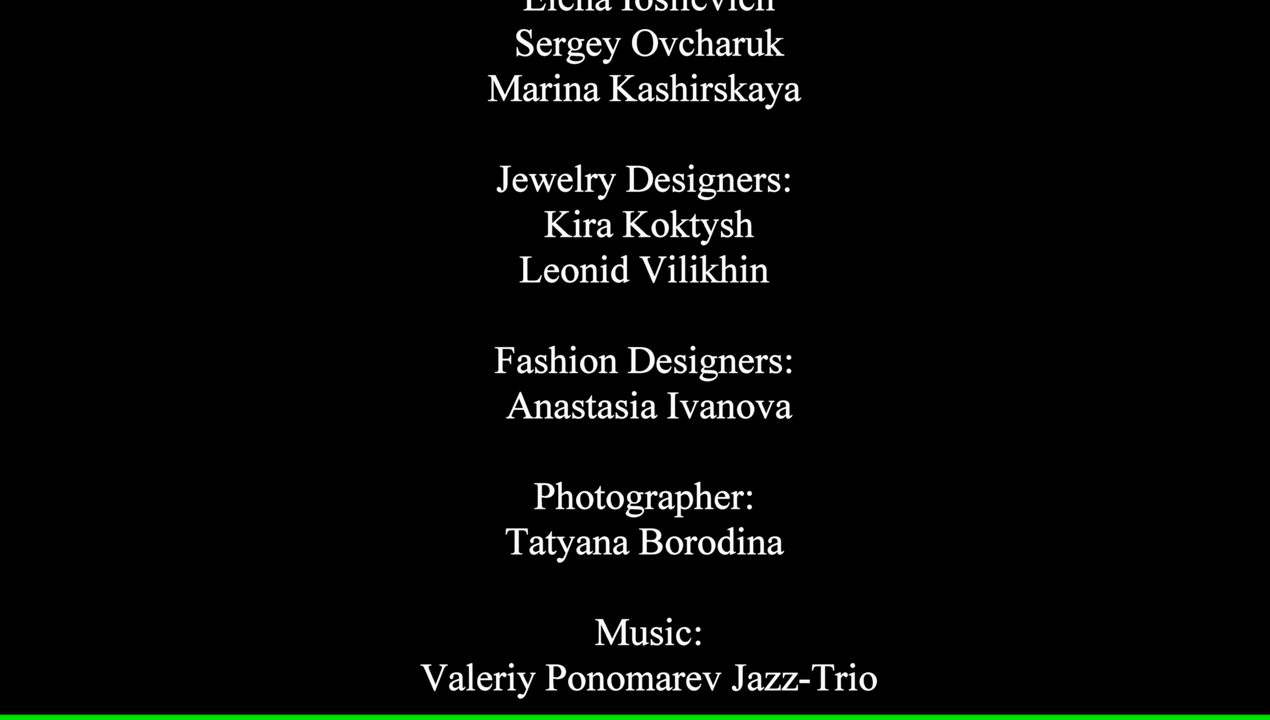 Sergey Ovcharuk
Marina Kashirskaya
Jewelry Designers:
Kira Koktysh
Leonid Vilikhin
Fashion Designers:
Anastasia Ivanova
Photographer:
Tatyana Borodina
Music:
Valeriy Ponomarev Jazz-Trio